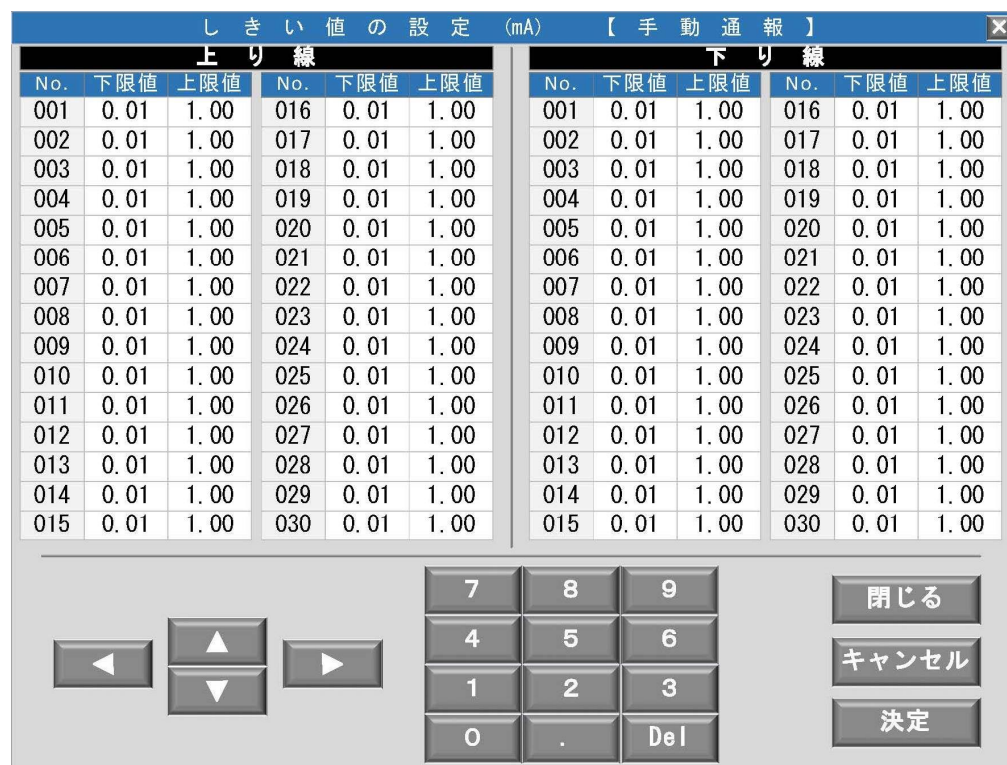 しきい値の設定 (mA) 【手動通報】
上り線 下り線
No. 下限値 上限値 No. 下限値 上限値 No. 下限値 上限値 No. 下限値 上限値
001 0.01 1.00 016 0.01 1.00 001 0.01 1.00 016 0.01 1.00
002 0.01 1.00 017 0.01 1.00 002 0.01 1.00 017 0.01 1.00
003 0.01 1.00 018 0.01 1.00 003 0.01 1.00 018 0.01 1.00
004 0.01 1.00 019 0.01 1.00 004 0.01 1.00 019 0.01 1.00
005 0.01 1.00 020 0.01 1.00 005 0.01 1.00 020 0.01 1.00
006 0.01 1.00 021 0.01 1.00 006 0.01 1.00 021 0.01 1.00
007 0.01 1.00 022 0.01 1.00 007 0.01 1.00 022 0.01 1.00
008 0.01 1.00 023 0.01 1.00 008 0.01 1.00 023 0.01 1.00
009 0.01 1.00 024 0.01 1.00 009 0.01 1.00 024 0.01 1.00
010 0.01 1.00 025 0.01 1.00 010 0.01 1.00 025 0.01 1.00
011 0.01 1.00 026 0.01 1.00 011 0.01 1.00 026 0.01 1.00
012 0.01 1.00 027 0.01 1.00 012 0.01 1.00 027 0.01 1.00
013 0.01 1.00 028 0.01 1.00 013 0.01 1.00 028 0.01 1.00
014 0.01 1.00 029 0.01 1.00 014 0.01 1.00 029 0.01 1.00
015 0.01 1.00 030 0.01 1.00 015 0.01 1.00 030 0.01 1.00
7 8 9
4 5 6
1 2 3
0 . Del
閉じる
キャンセル
決定